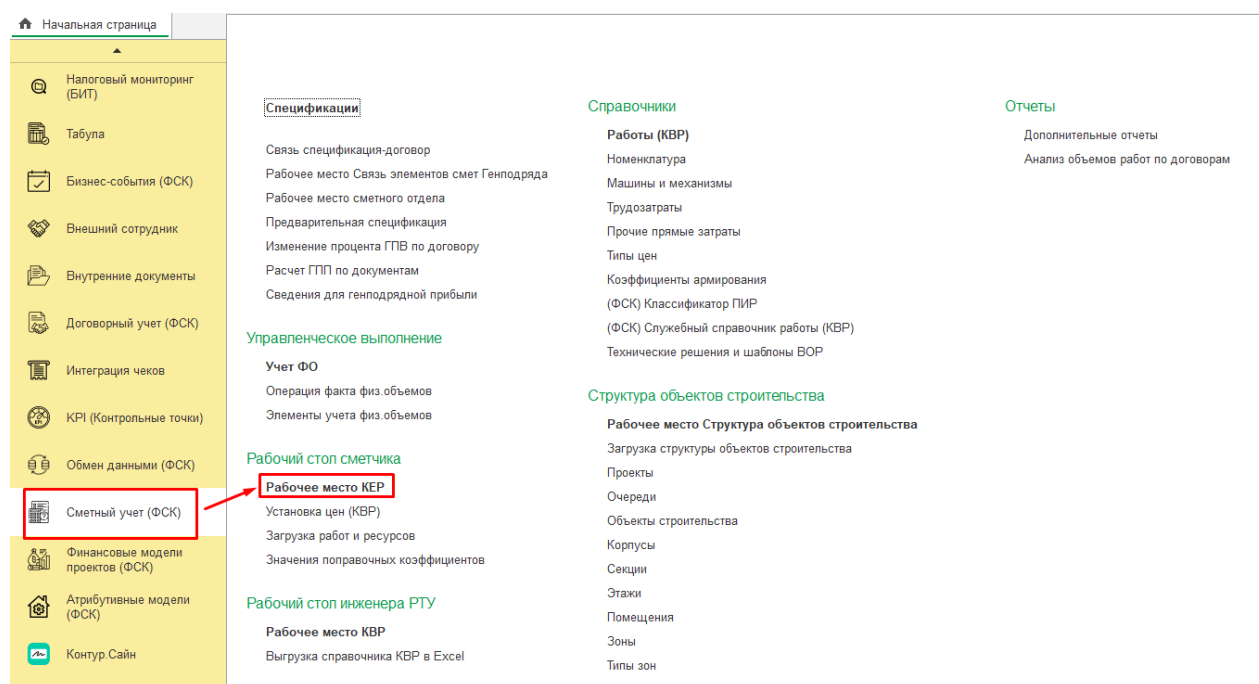 Начальная страница
Налоговый мониторинг
(БИТ)
Табула
Бизнес-события (ФСК)
Внешний сотрудник
Внутренние документы
Договорный учет (ФСК)
Интеграция чеков
KPI (Контрольные точки)
Обмен данными (ФСК)
Сметный учет (ФСК)
Финансовые модели
проектов (ФСК)
Атрибутивные модели
(ФСК)
Контур.Сайн
Спецификации
Связь спецификация-договор
Рабочее место Связь элементов смет Генподряда
Рабочее место сметного отдела
Предварительная спецификация
Изменение процента ГПВ по договору
Расчет ГПП по документам
Сведения для генподрядной прибыли
Управленческое выполнение
Учет ФО
Операция факта физ.объемов
Элементы учета физ.объемов
Рабочий стол сметчика
Рабочее место КЕР
Установка цен (КВР)
Загрузка работ и ресурсов
Значения поправочных коэффициентов
Рабочий стол инженера РТУ
Рабочее место КВР
Выгрузка справочника КВР в Excel
Справочники
Работы (КВР)
Номенклатура
Машины и механизмы
Трудозатраты
Прочие прямые затраты
Типы цен
Коэффициенты армирования
(ФСК) Классификатор ПИР
(ФСК) Служебный справочник работы (КВР)
Технические решения и шаблоны ВОР
Структура объектов строительства
Рабочее место Структура объектов строительства
Загрузка структуры объектов строительства
Проекты
Очереди
Объекты строительства
Корпусы
Секции
Этажи
Помещения
Зоны
Типы зон
Отчеты
Дополнительные отчеты
Анализ объемов работ по договорам